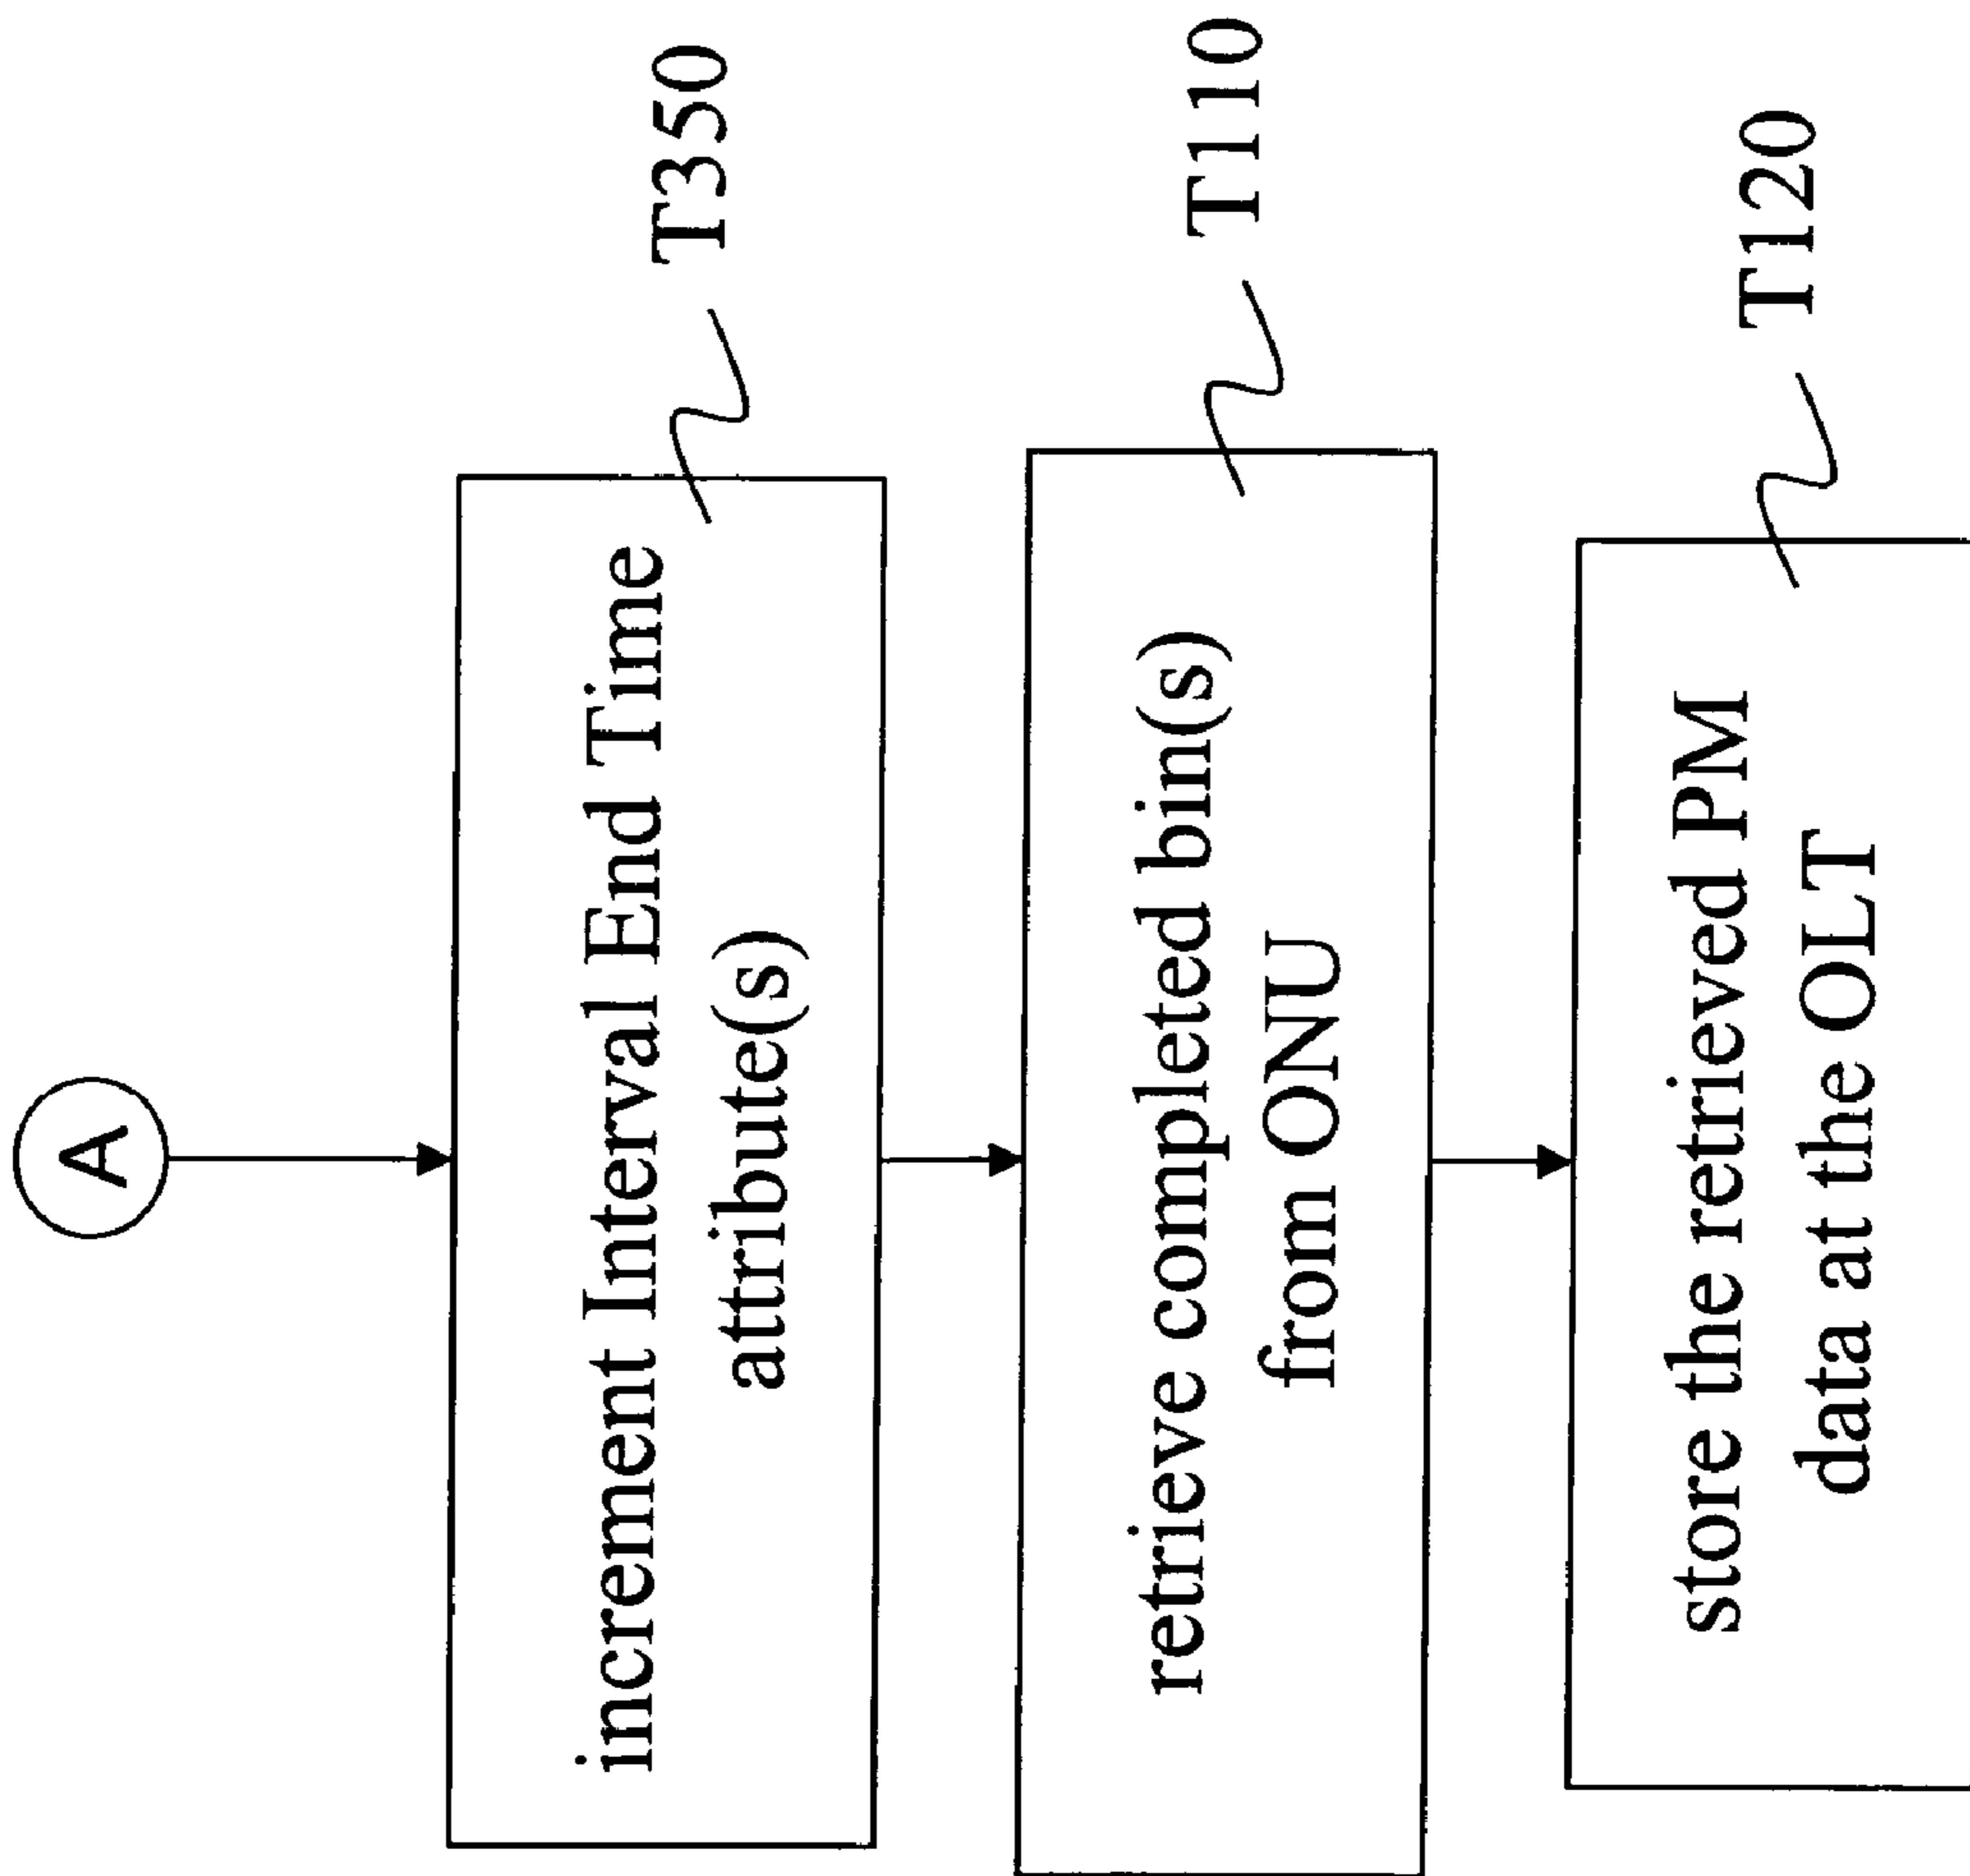 A
increment Interval End Time
attribute(s)
T350
retrieve completed bin(s)
from ONU
T110
store the retrieved PM
data at the OLT
T120